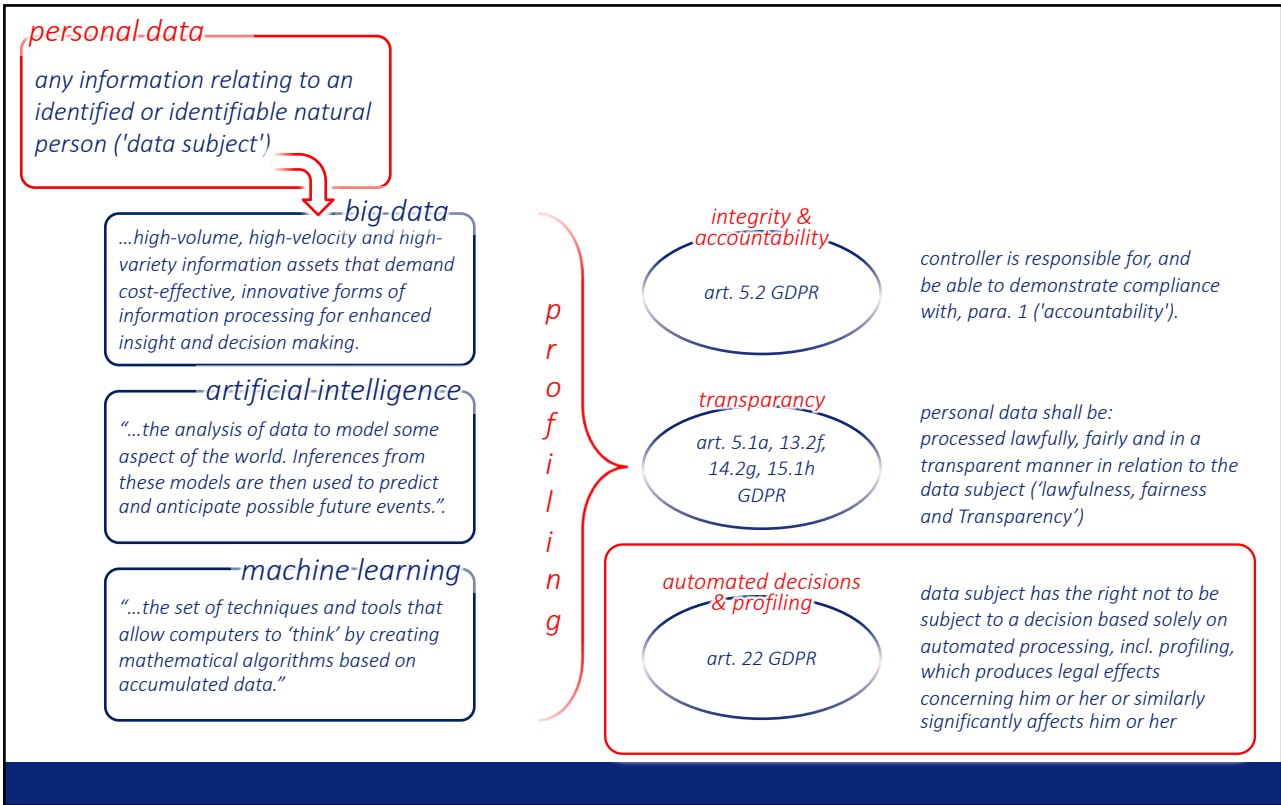 personal data
any information relating to an
identified or identifiable natural
person ('data subject')
big data
...high-volume, high-velocity and high-
variety information assets that demand
cost-effective, innovative forms of
information processing for enhanced
insight and decision making.
artificial intelligence
“...the analysis of data to model some
aspect of the world. Inferences from
these models are then used to predict
and anticipate possible future events.”.
machine learning
“...the set of techniques and tools that
allow computers to ‘think’ by creating
mathematical algorithms based on
accumulated data.”
p
r
o
f
i
l
i
n
g
integrity &
accountability
art. 5.2 GDPR
controller is responsible for, and
be able to demonstrate compliance
with, para. 1 ('accountability').
transparancy
art. 5.1a, 13.2f,
14.2g, 15.1h
GDPR
personal data shall be:
processed lawfully, fairly and in a
transparent manner in relation to the
data subject (‘lawfulness, fairness
and Transparency’)
automated decisions
& profiling
art. 22 GDPR
data subject has the right not to be
subject to a decision based solely on
automated processing, incl. profiling,
which produces legal effects
concerning him or her or similarly
significantly affects him or her